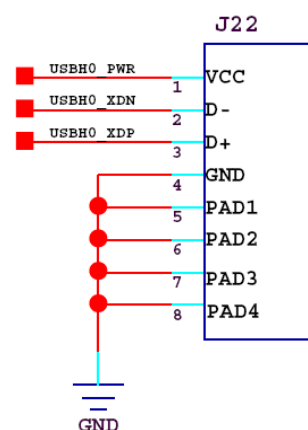 J22
USBH0_PWR 1 VCC
USBH0_XDN 2 D-
USBH0_XDP 3 D+
4 GND
5 PAD1
6 PAD2
7 PAD3
8 PAD4
GND